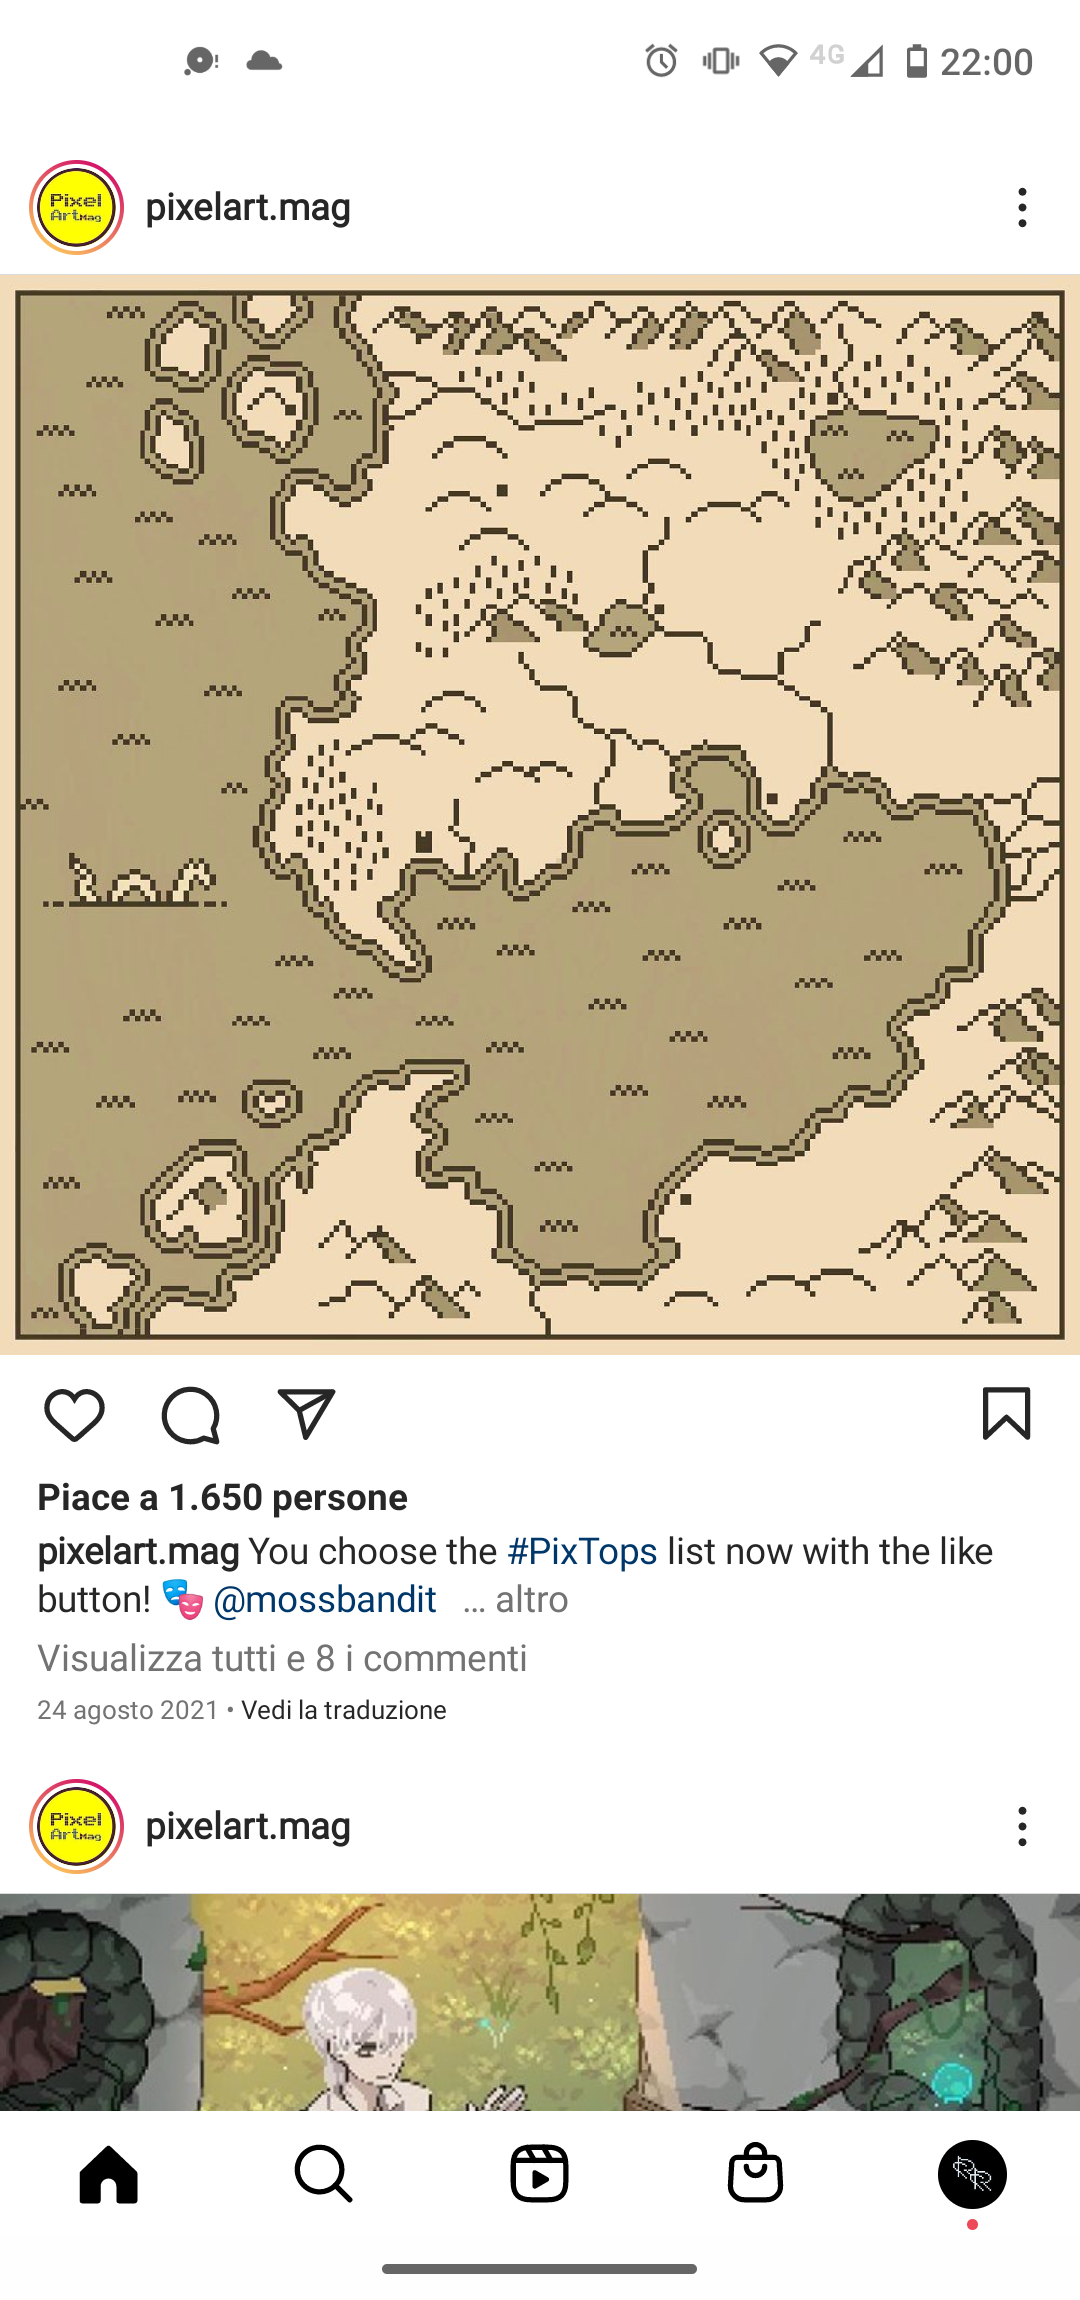 4G 22:00
Pixel
ArtMag
pixelart.mag
Piace a 1.650 persone
pixelart.mag You choose the #PixTops list now with the like
button! 🎭 @mossbandit … altro
Visualizza tutti e 8 i commenti
24 agosto 2021 • Vedi la traduzione
Pixel
ArtMag
pixelart.mag